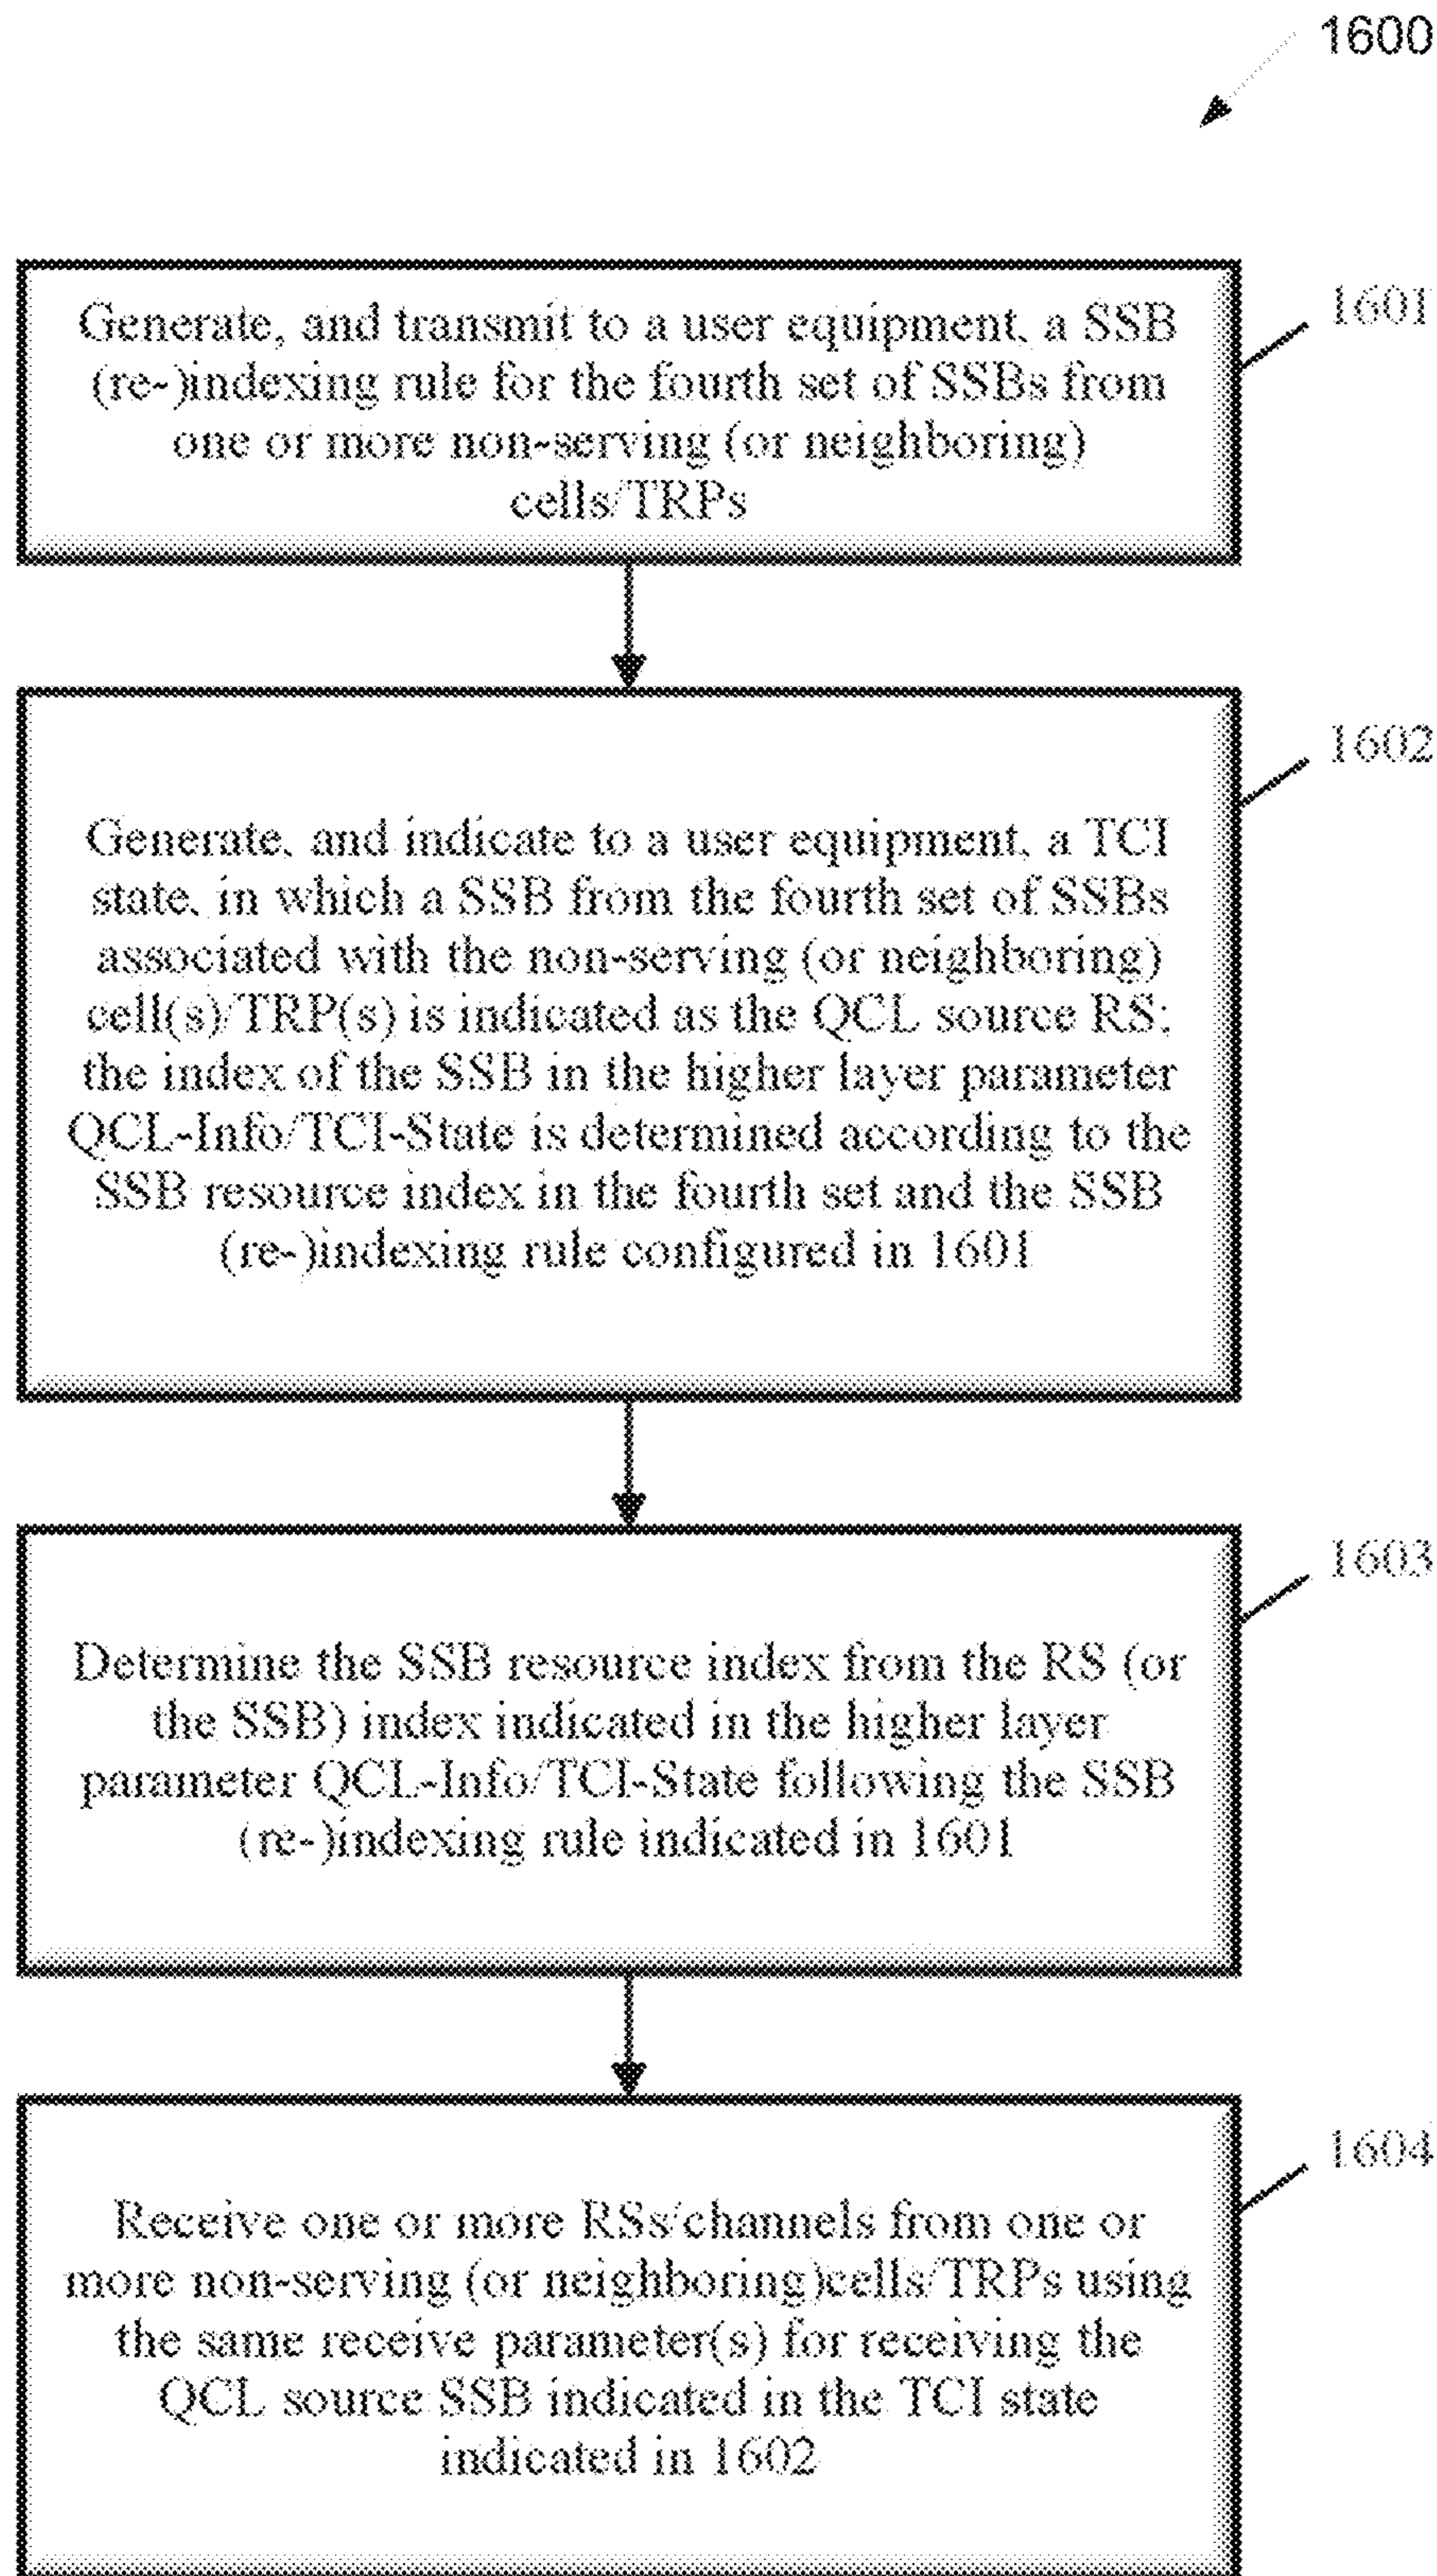 1600
Generate, and transmit to a user equipment, a SSB
1601
(re-)indexing rule for the fourth set of SSBs from
one or more non-serving (or neighboring)
cells/TRPs
1602
Generate, and indicate to a user equipment, a TCI
state, in which a SSB from the fourth set of SSBs
associated with the non-serving (or neighboring)
cell(s)/TRP(s) is indicated as the QCL source RS;
the index of the SSB in the higher layer parameter
QCL-Info/TCI-State is determined according to the
SSB resource index in the fourth set and the SSB
(re-)indexing rule configured in 1601
1603
Determine the SSB resource index from the RS (or
the SSB) index indicated in the higher layer
parameter QCL-Info/TCI-State following the SSB
(re-)indexing rule indicated in 1601
1604
Receive one or more RSs/channels from one or
more non-serving (or neighboring)cells/TRPs using
the same receive parameter(s) for receiving the
QCL source SSB indicated in the TCI state
indicated in 1602